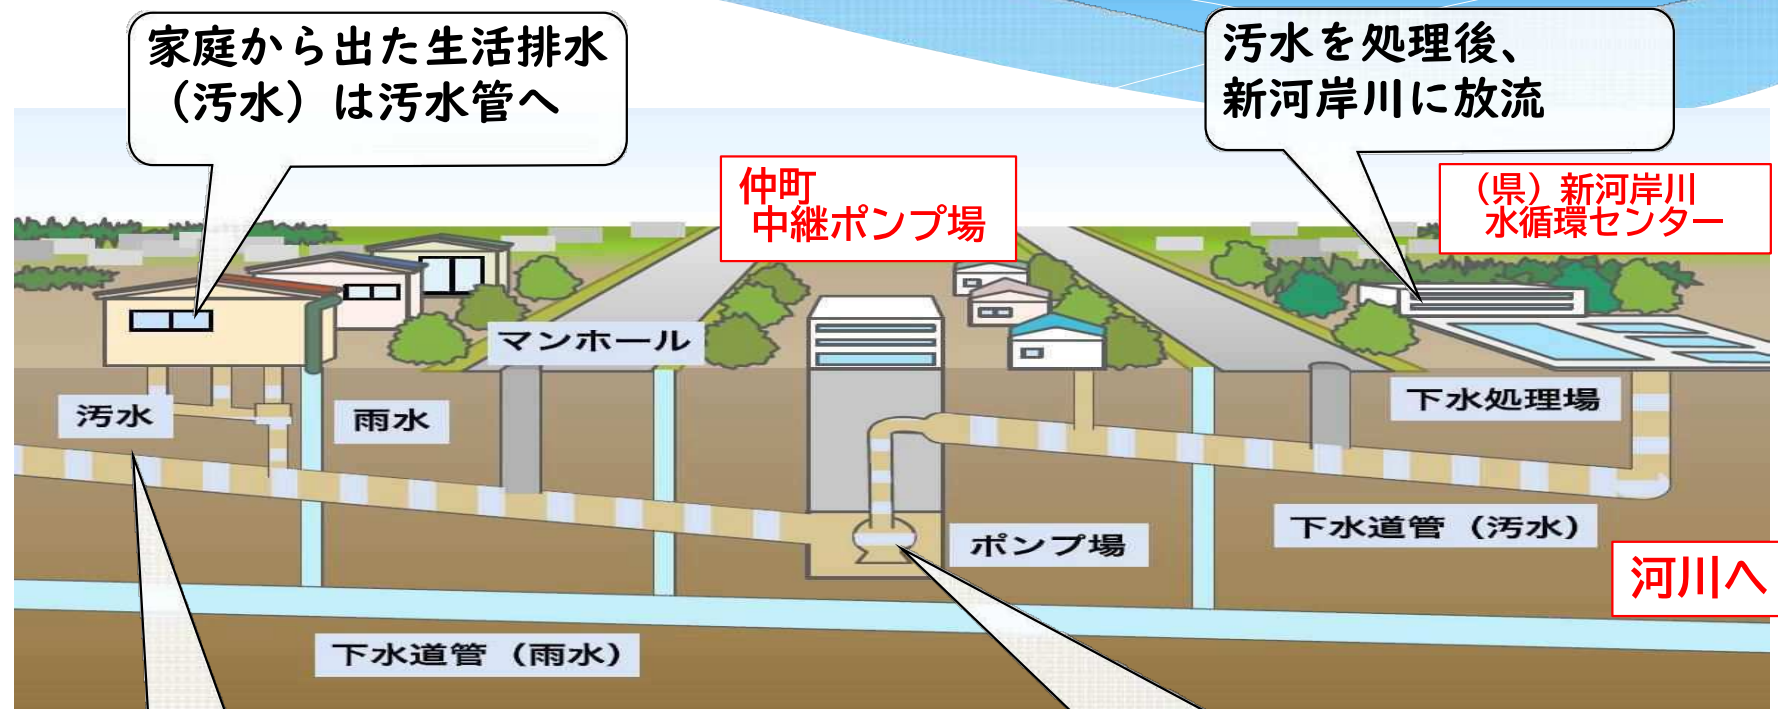 家庭から出た生活排水
（汚水）は汚水管へ
汚水を処理後、
新河岸川に放流
仲町
中継ポンプ場
（県）新河岸川
水循環センター
マンホール
汚水
雨水
下水処理場
ポンプ場
下水道管（汚水）
河川へ
下水道管（雨水）